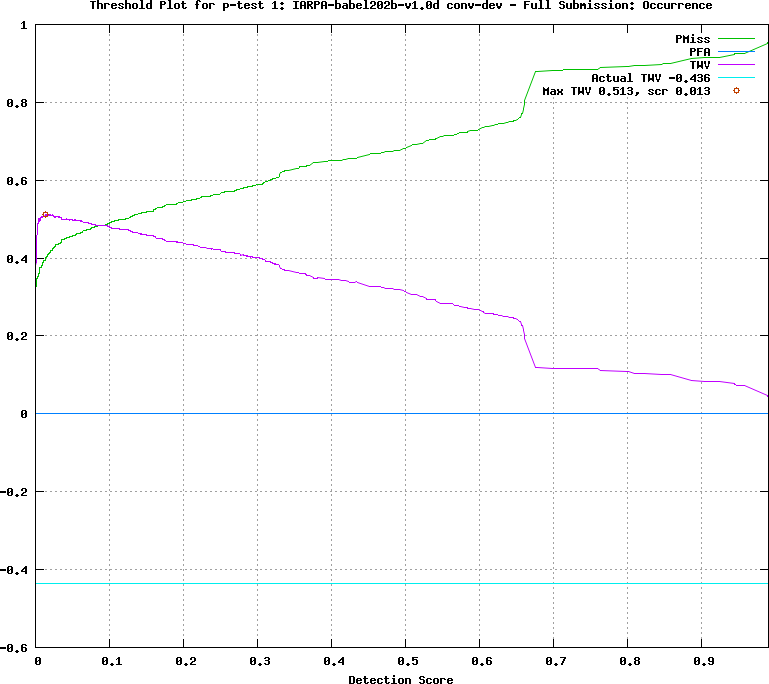 Threshold Plot for p-test 1: IARPA-babel202b-v1.0d conv-dev - Full Submission: Occurrence
1
PMiss
PFA
TWV
Actual TWV -0.436
Max TWV 0.513, scr 0.013
0.8
0.6
0.4
0.2
0
-0.2
-0.4
-0.6
0 0.1 0.2 0.3 0.4 0.5 0.6 0.7 0.8 0.9
Detection Score